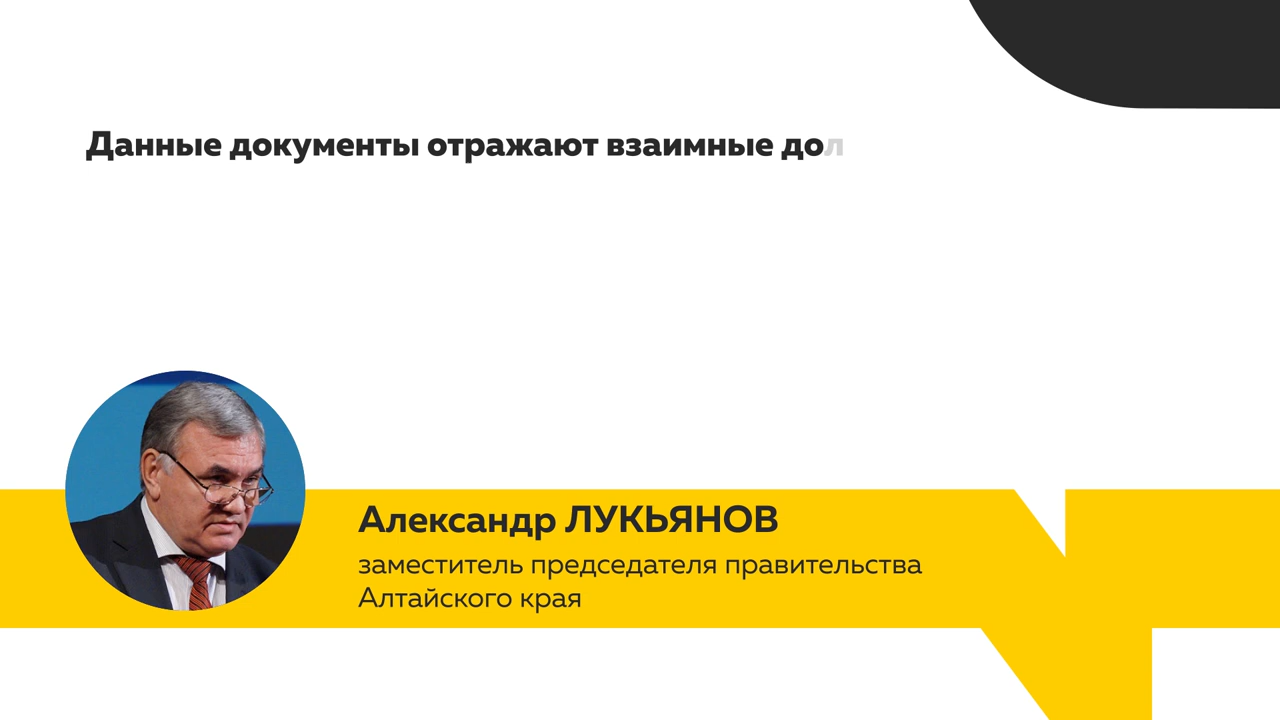 Данные документы отражают взаимные дол
Александр ЛУКЬЯНОВ
заместитель председателя правительства
Алтайского края